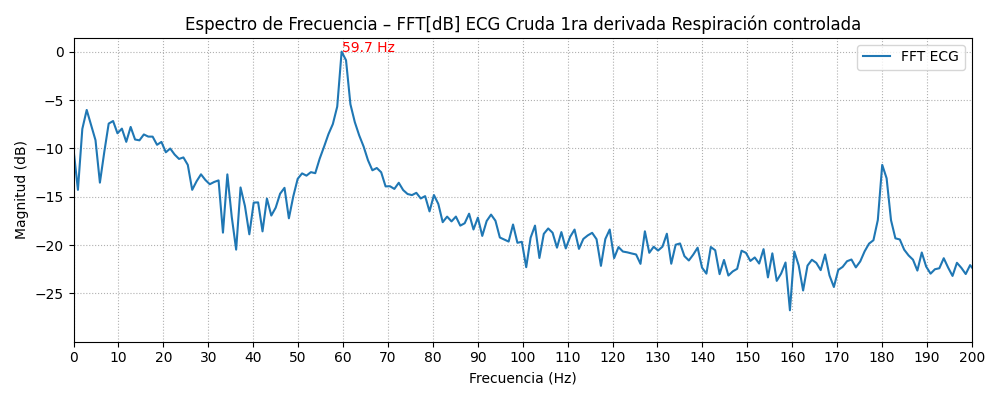 Espectro de Frecuencia – FFT[dB] ECG Cruda 1ra derivada Respiración controlada
59.7 Hz
FFT ECG
Magnitud (dB)
0
−5
−10
−15
−20
−25
0 10 20 30 40 50 60 70 80 90 100 110 120 130 140 150 160 170 180 190 200
Frecuencia (Hz)